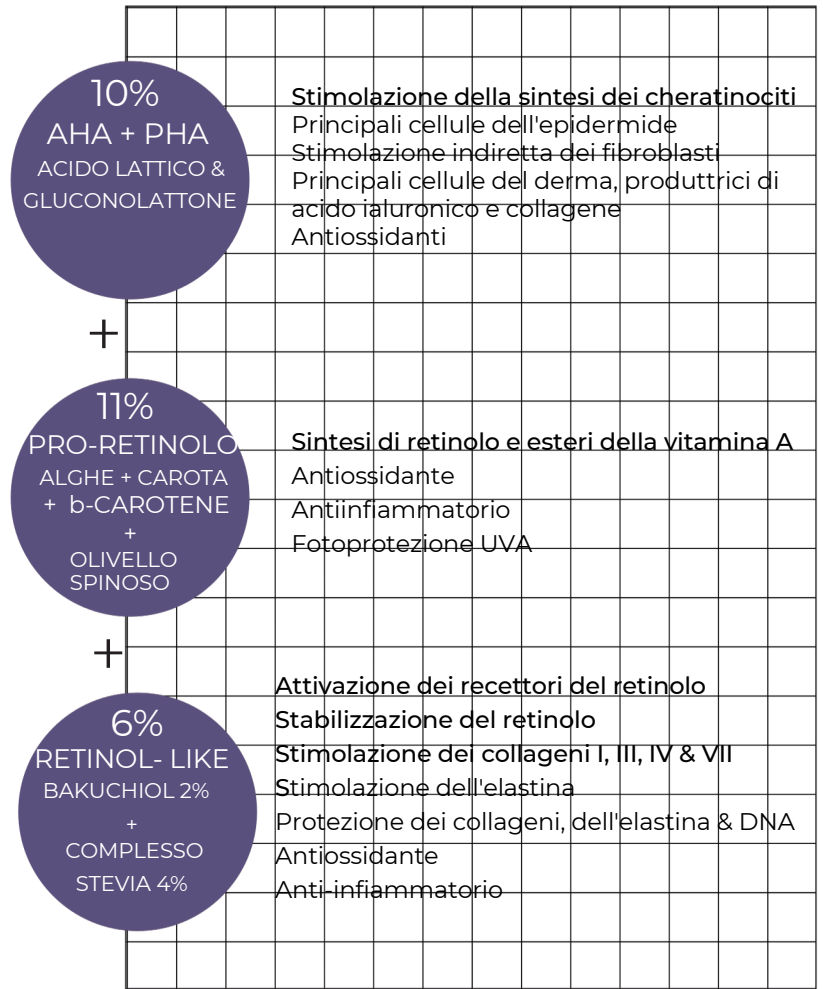 10%
AHA + PHA
ACIDO LATTICO &
GLUCONOLATTONE
Stimolazione della sintesi dei cheratinociti
Principali cellule dell'epidermide
Stimolazione indiretta dei fibroblasti
Principali cellule del derma, produttrici di
acido ialuronico e collagene
Antiossidanti
+
11%
PRO-RETINOLO
ALGHE + CAROTA
+ b-CAROTENE
+
OLIVELLO
SPINOSO
Sintesi di retinolo e esteri della vitamina A
Antiossidante
Antiinfiammatorio
Fotoprotezione UVA
+
6%
RETINOL- LIKE
BAKUCHIOL 2%
+
COMPLESSO
STEVIA 4%
Attivazione dei recettori del retinolo
Stabilizzazione del retinolo
Stimolazione dei collageni I, III, IV & VII
Stimolazione dell'elastina
Protezione dei collageni, dell'elastina & DNA
Antiossidante
Anti-infiammatorio